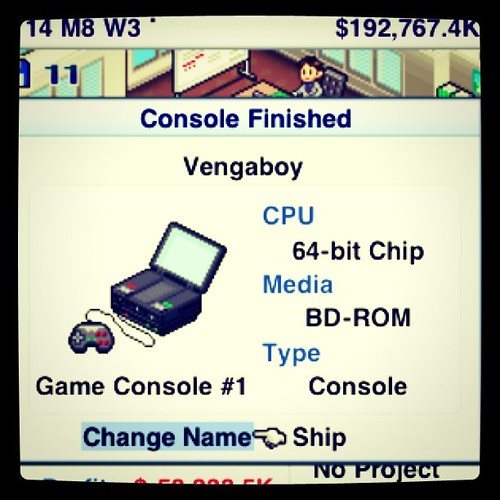 14 M8 W3
$192,767.4K
11
Console Finished
Vengaboy
CPU
64-bit Chip
Media
BD-ROM
Type
Game Console #1
Console
Change Name
Ship
No Project